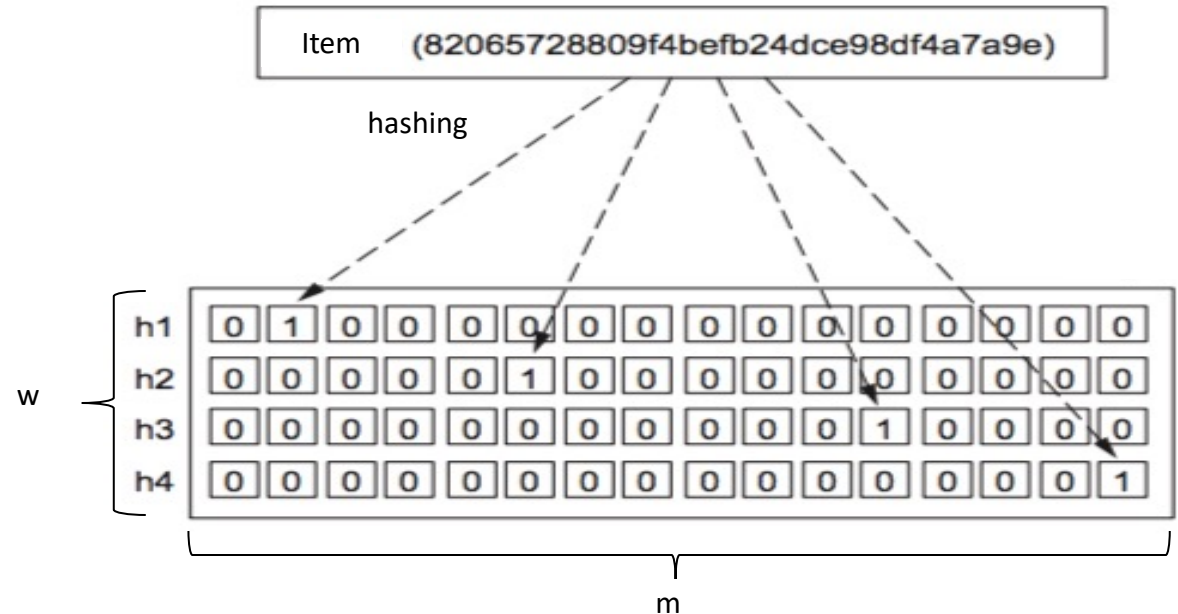 Item (82065728809f4befb24dce98df4a7a9e)
hashing
h1 0 1 0 0 0 0 0 0 0 0 0 0 0 0 0 0
w
h2 0 0 0 0 0 1 0 0 0 0 0 0 0 0 0 0
h3 0 0 0 0 0 0 0 0 0 0 0 1 0 0 0 0
h4 0 0 0 0 0 0 0 0 0 0 0 0 0 0 0 1
m